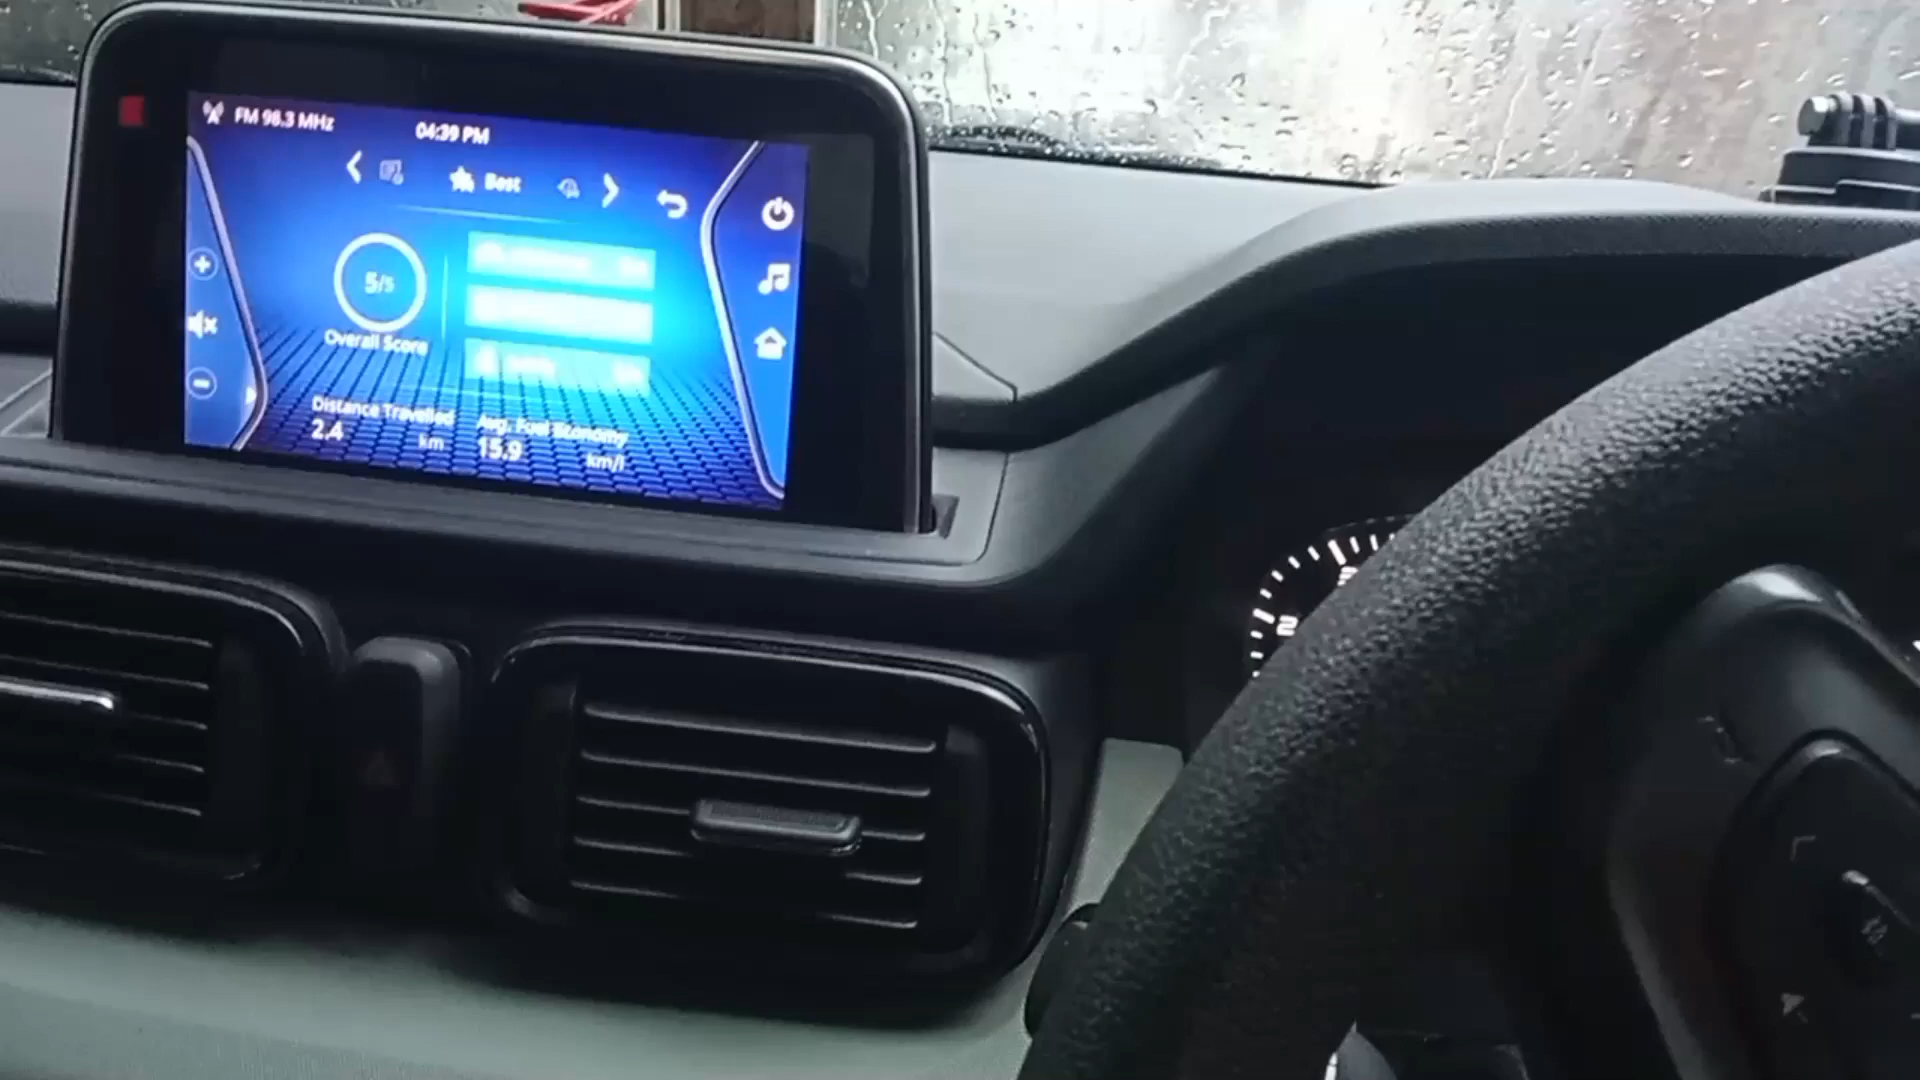 FM 98.3 MHz
04:39 PM
Best
5/5
Overall Score
Distance Travelled
2.4 km
Avg. Fuel Economy
15.9 km/l
2